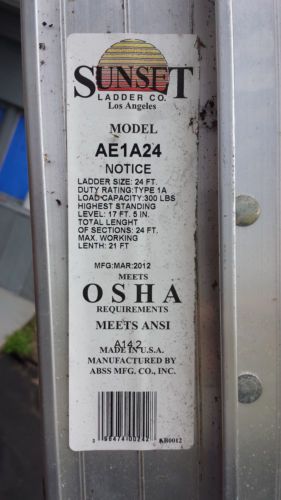 SUNSET
LADDER CO.
Los Angeles
MODEL
AE1A24
NOTICE
LADDER SIZE: 24 FT.
DUTY RATING:TYPE 1A
LOAD CAPACITY:300 LBS
HIGHEST STANDING
LEVEL: 17 FT. 5 IN.
TOTAL LENGHT
OF SECTIONS: 24 FT.
MAX. WORKING
LENTH: 21 FT
MFG:MAR:2012
MEETS
OSHA
REQUIREMENTS
MEETS ANSI
A14.2
MADE IN U.S.A.
MANUFACTURED BY
ABSS MFG. CO., INC.
KR0012